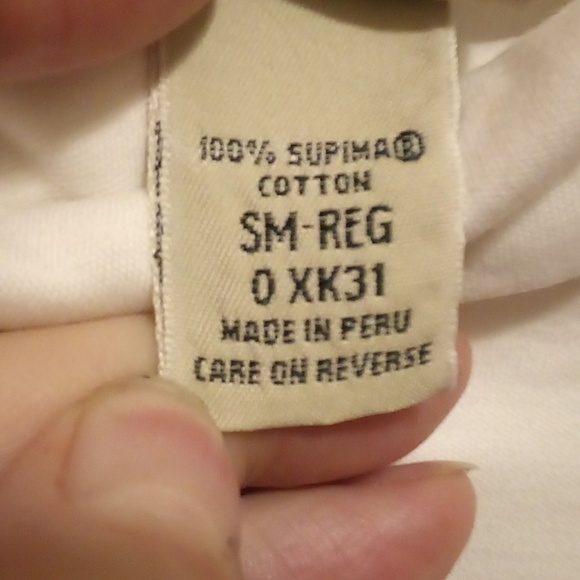 100% SUPIMA®
COTTON
SM-REG
0 XK31
MADE IN PERU
CARE ON REVERSE